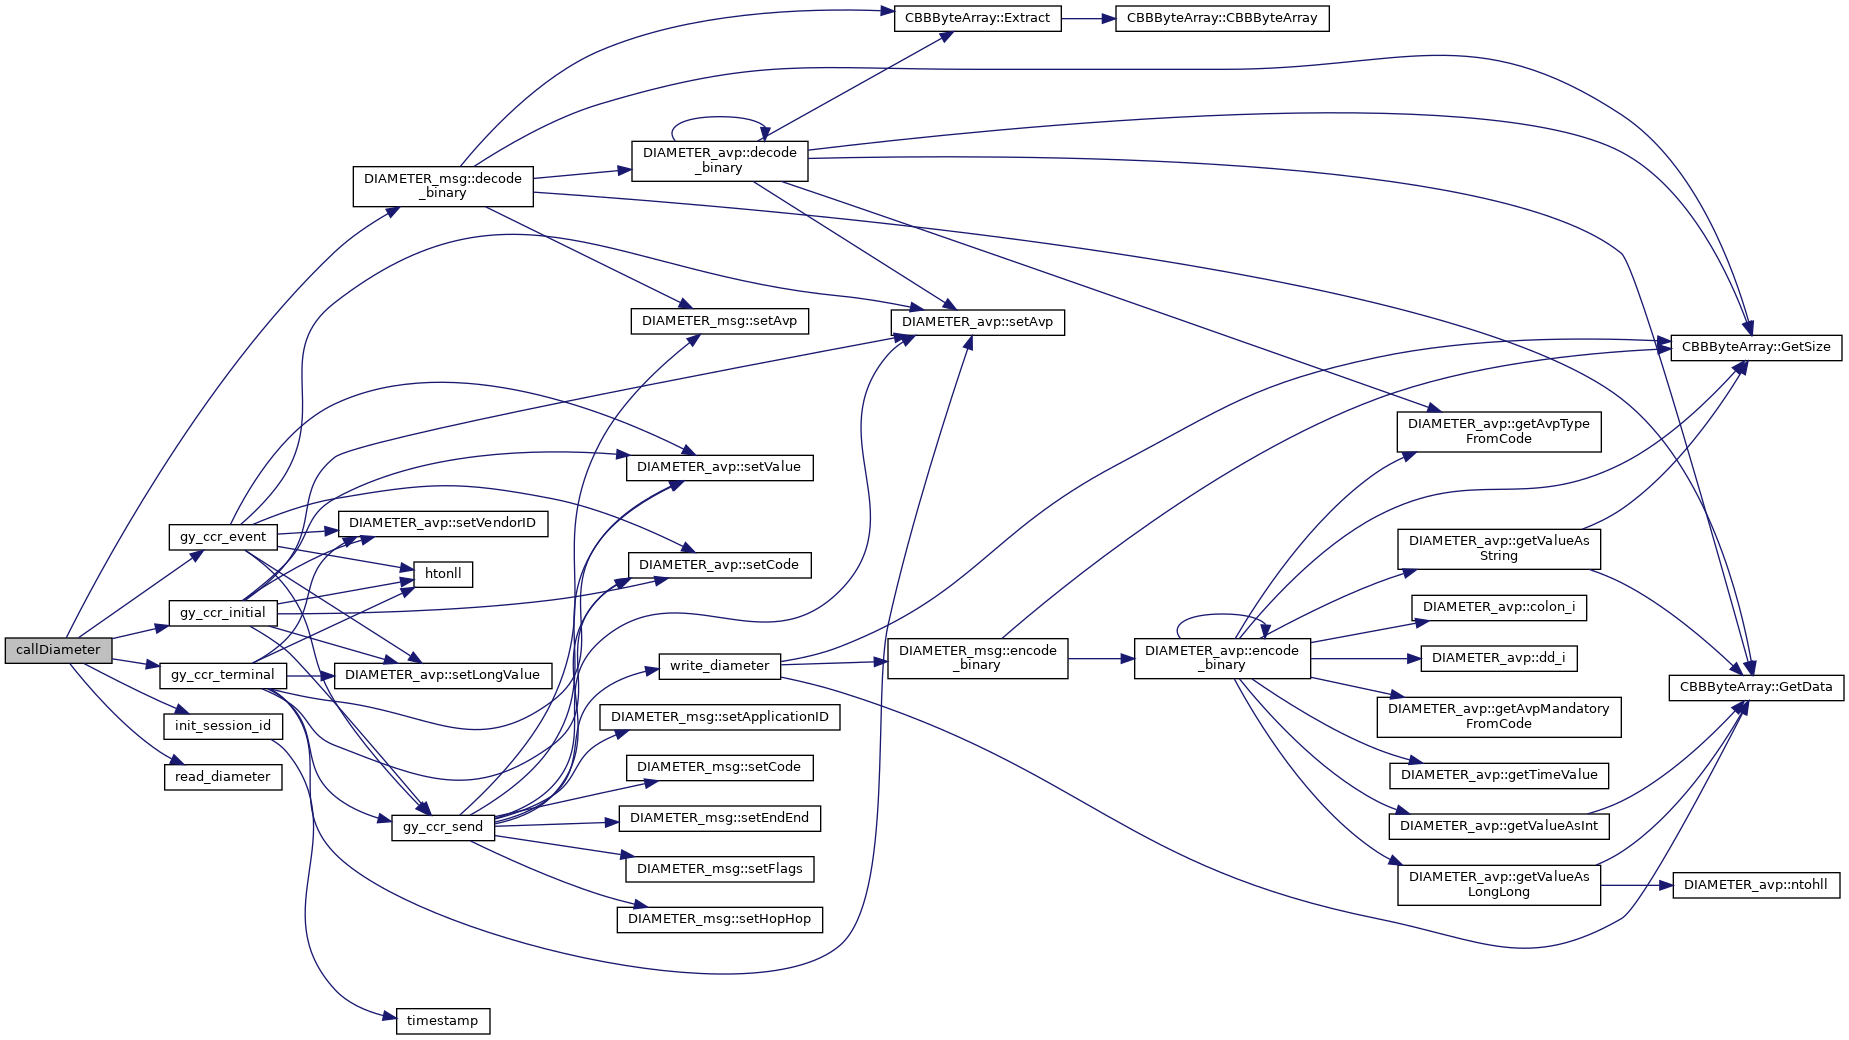 callDiameter
DIAMETER_msg::decode
_binary
gy_ccr_event
gy_ccr_initial
gy_ccr_terminal
init_session_id
read_diameter
DIAMETER_avp::setVendorID
htonll
DIAMETER_avp::setLongValue
gy_ccr_send
timestamp
DIAMETER_avp::decode
_binary
DIAMETER_msg::setAvp
DIAMETER_avp::setValue
DIAMETER_avp::setCode
write_diameter
DIAMETER_msg::setApplicationID
DIAMETER_msg::setCode
DIAMETER_msg::setEndEnd
DIAMETER_msg::setFlags
DIAMETER_msg::setHopHop
CBBByteArray::Extract
DIAMETER_avp::setAvp
DIAMETER_msg::encode
_binary
CBBByteArray::CBBByteArray
DIAMETER_avp::encode
_binary
DIAMETER_avp::getAvpType
FromCode
DIAMETER_avp::getValueAs
String
DIAMETER_avp::colon_i
DIAMETER_avp::dd_i
DIAMETER_avp::getAvpMandatory
FromCode
DIAMETER_avp::getTimeValue
DIAMETER_avp::getValueAsInt
DIAMETER_avp::getValueAs
LongLong
CBBByteArray::GetSize
CBBByteArray::GetData
DIAMETER_avp::ntohll